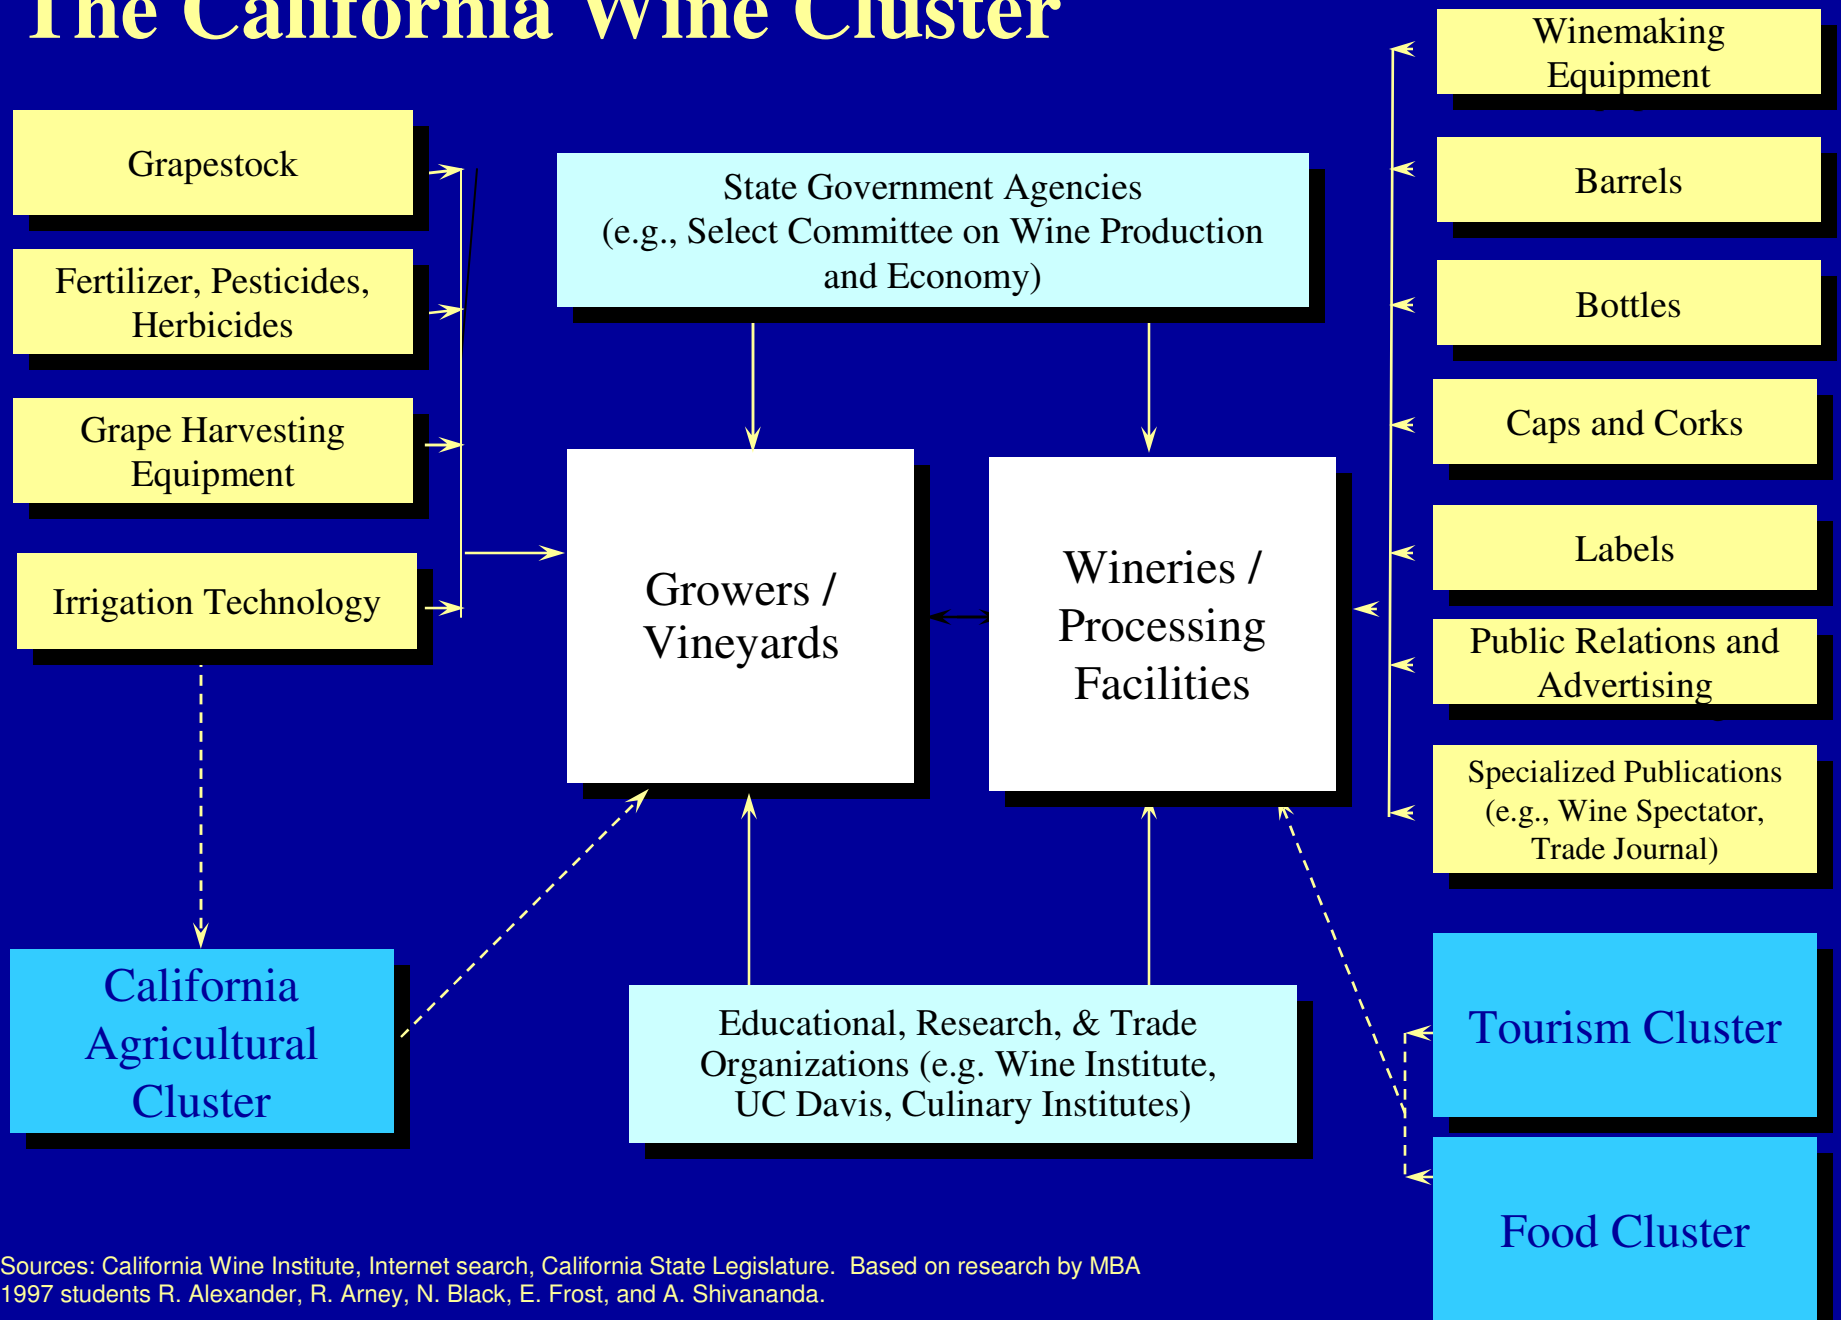 The California Wine Cluster
Grapestock
Fertilizer, Pesticides,
Herbicides
Grape Harvesting
Equipment
Irrigation Technology
State Government Agencies
(e.g., Select Committee on Wine Production
and Economy)
Growers /
Vineyards
Wineries /
Processing
Facilities
Winemaking
Equipment
Barrels
Bottles
Caps and Corks
Labels
Public Relations and
Advertising
Specialized Publications
(e.g., Wine Spectator,
Trade Journal)
California
Agricultural
Cluster
Educational, Research, & Trade
Organizations (e.g. Wine Institute,
UC Davis, Culinary Institutes)
Tourism Cluster
Food Cluster
Sources: California Wine Institute, Internet search, California State Legislature.  Based on research by MBA
1997 students R. Alexander, R. Arney, N. Black, E. Frost, and A. Shivananda.